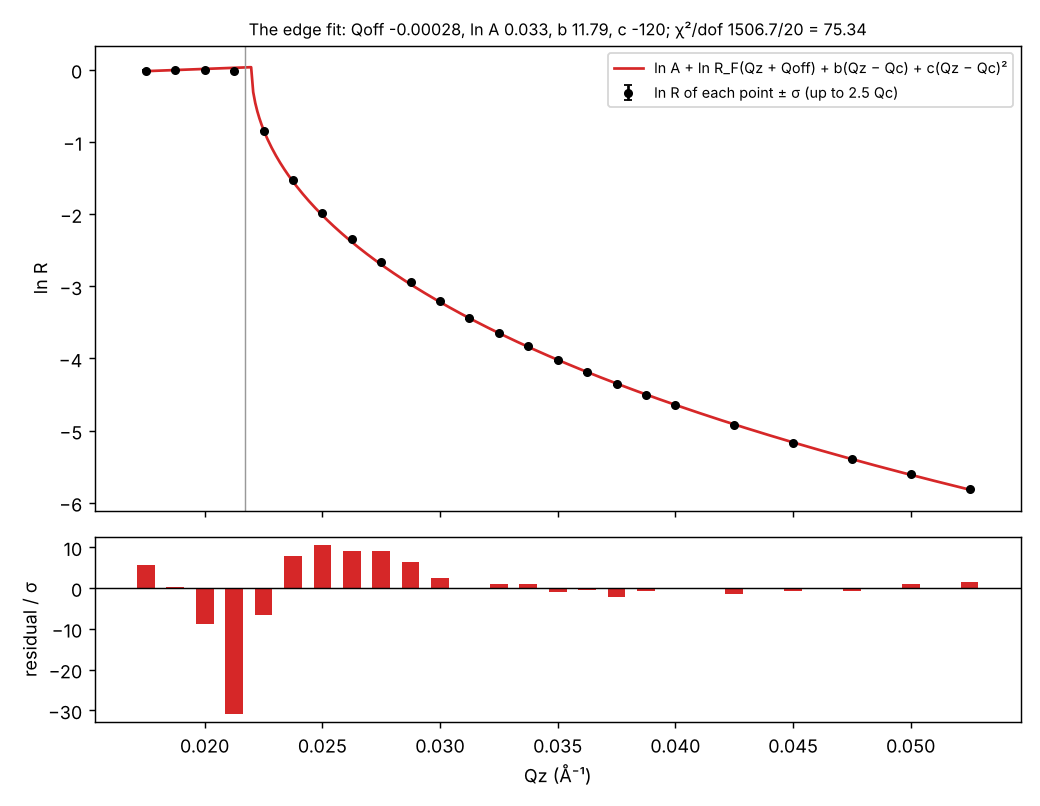 The edge fit: Qoff -0.00028, ln A 0.033, b 11.79, c -120; χ²/dof 1506.7/20 = 75.34
ln A + ln R_F(Qz + Qoff) + b(Qz − Qc) + c(Qz − Qc)²
ln R of each point ± σ (up to 2.5 Qc)
0
−1
−2
−3
−4
−5
−6
ln R
10
0
−10
−20
−30
residual / σ
0.020 0.025 0.030 0.035 0.040 0.045 0.050
Qz (Å⁻¹)